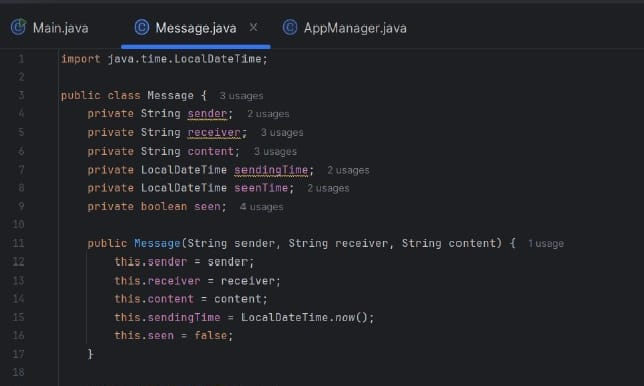 Main.java Message.java × AppManager.java
1 import java.time.LocalDateTime;
2
3 public class Message { 3 usages
4 private String sender; 2 usages
5 private String receiver; 3 usages
6 private String content; 3 usages
7 private LocalDateTime sendingTime; 2 usages
8 private LocalDateTime seenTime; 2 usages
9 private boolean seen; 4 usages
10
11 public Message(String sender, String receiver, String content) { 1 usage
12 this.sender = sender;
13 this.receiver = receiver;
14 this.content = content;
15 this.sendingTime = LocalDateTime.now();
16 this.seen = false;
17 }
18